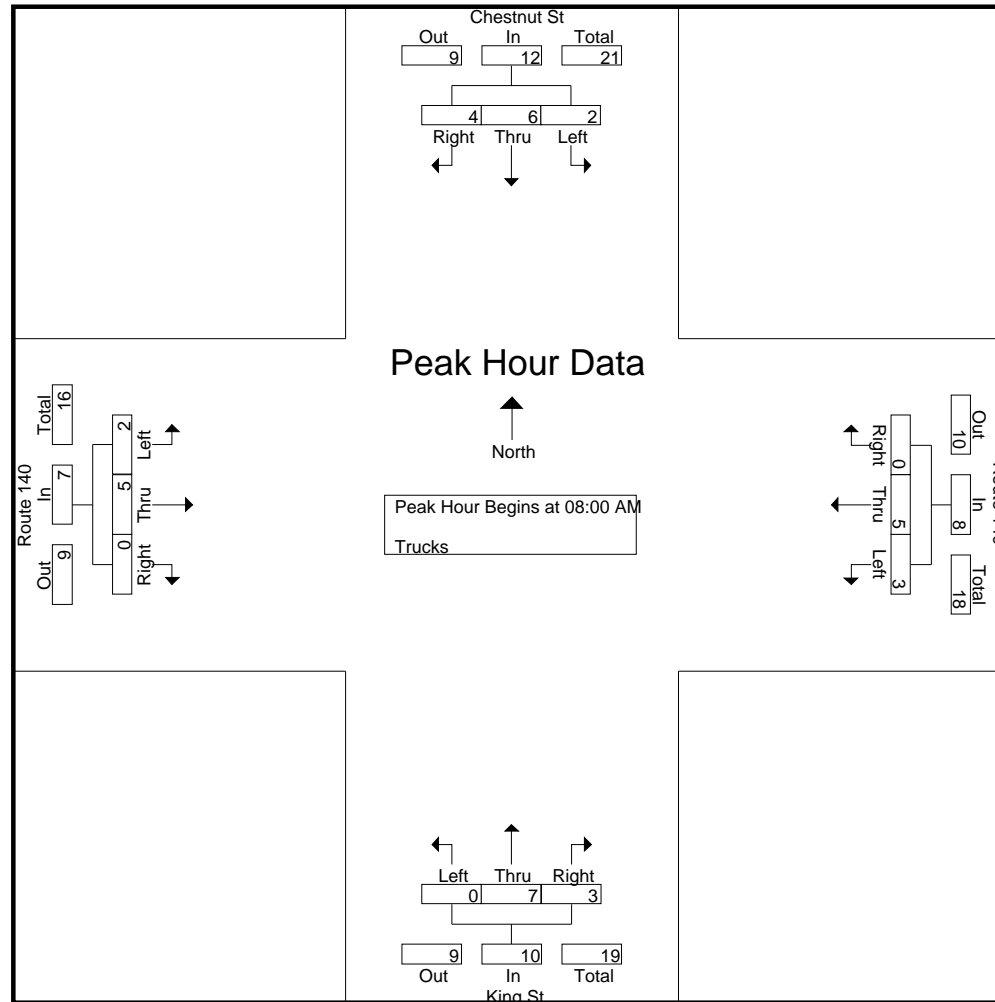 Chestnut St
Out In Total
9 12 21
4 6 2
Right Thru Left
Peak Hour Data
North
Peak Hour Begins at 08:00 AM
Trucks
Route 140
Out In Total
9 7 16
Right Thru Left
0 5 2
Out In Total
10 8 18
Right Thru Left
0 5 3
Left Thru Right
0 7 3
9 10 19
Out In Total
King St